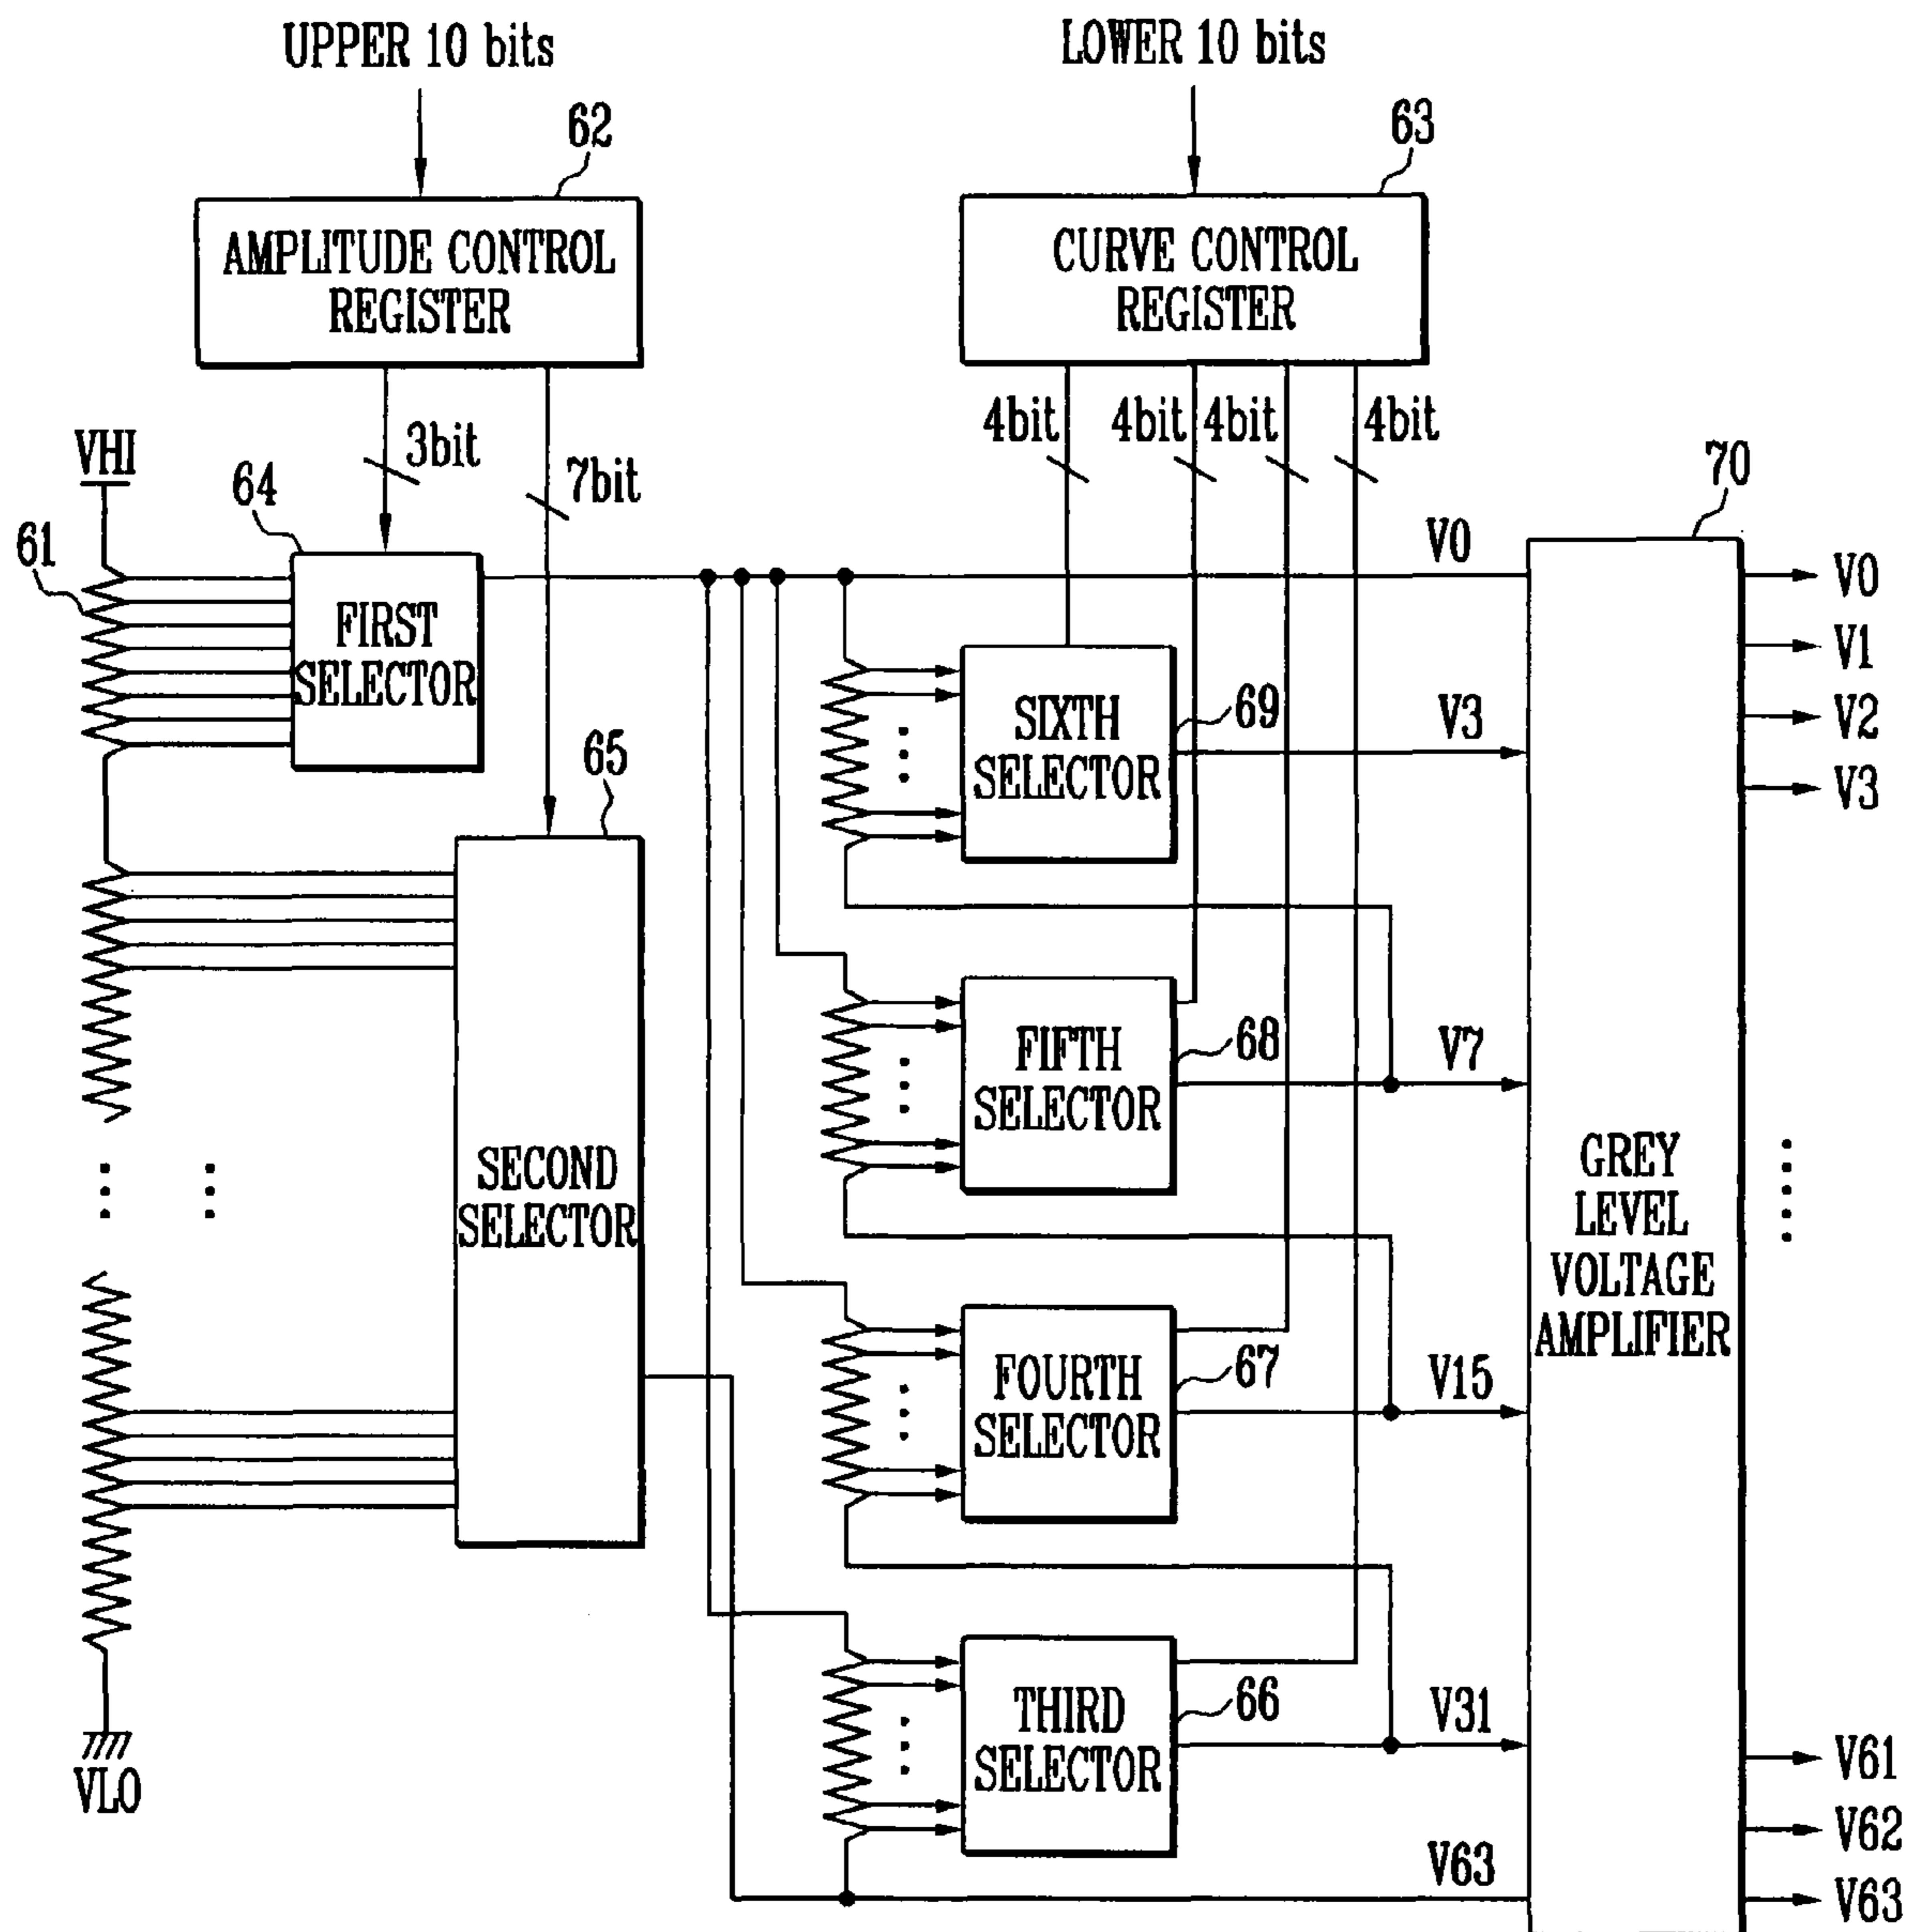 UPPER 10 bits
LOWER 10 bits
62
63
AMPLITUDE CONTROL
REGISTER
CURVE CONTROL
REGISTER
3bit
7bit
4bit
4bit
4bit
4bit
VHI
64
61
70
FIRST
SELECTOR
V0
V0
V1
V2
V3
SIXTH
SELECTOR
69
V3
65
SECOND
SELECTOR
FIFTH
SELECTOR
68
V7
GREY
LEVEL
VOLTAGE
AMPLIFIER
FOURTH
SELECTOR
67
V15
THIRD
SELECTOR
66
V31
VLO
V63
V61
V62
V63